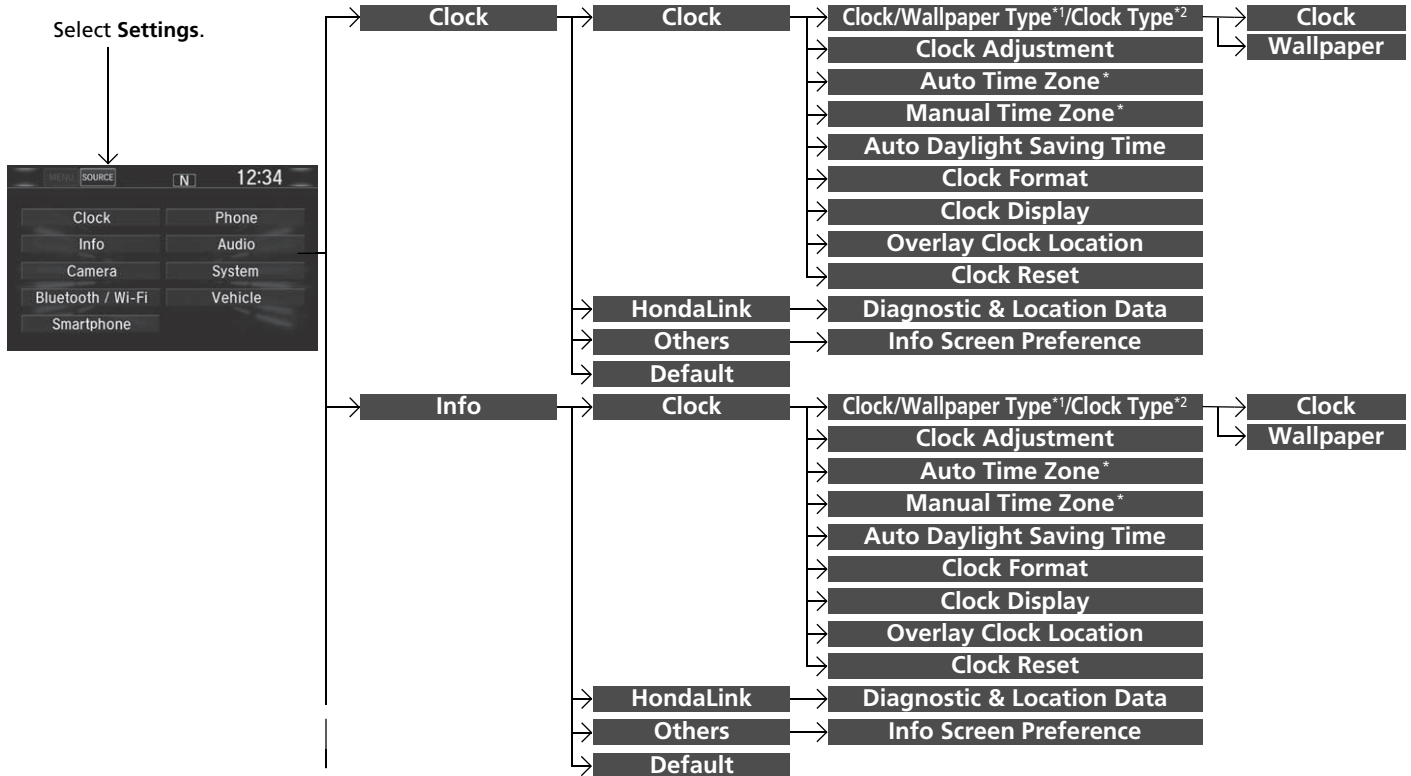 Select Settings.
MENU SOURCE N 12:34
Clock Phone
Info Audio
Camera System
Bluetooth / Wi-Fi Vehicle
Smartphone
Clock
Clock
Clock/Wallpaper Type*1/Clock Type*2
Clock
Wallpaper
Clock Adjustment
Auto Time Zone*
Manual Time Zone*
Auto Daylight Saving Time
Clock Format
Clock Display
Overlay Clock Location
Clock Reset
HondaLink
Diagnostic & Location Data
Others
Info Screen Preference
Default
Info
Clock
Clock/Wallpaper Type*1/Clock Type*2
Clock
Wallpaper
Clock Adjustment
Auto Time Zone*
Manual Time Zone*
Auto Daylight Saving Time
Clock Format
Clock Display
Overlay Clock Location
Clock Reset
HondaLink
Diagnostic & Location Data
Others
Info Screen Preference
Default